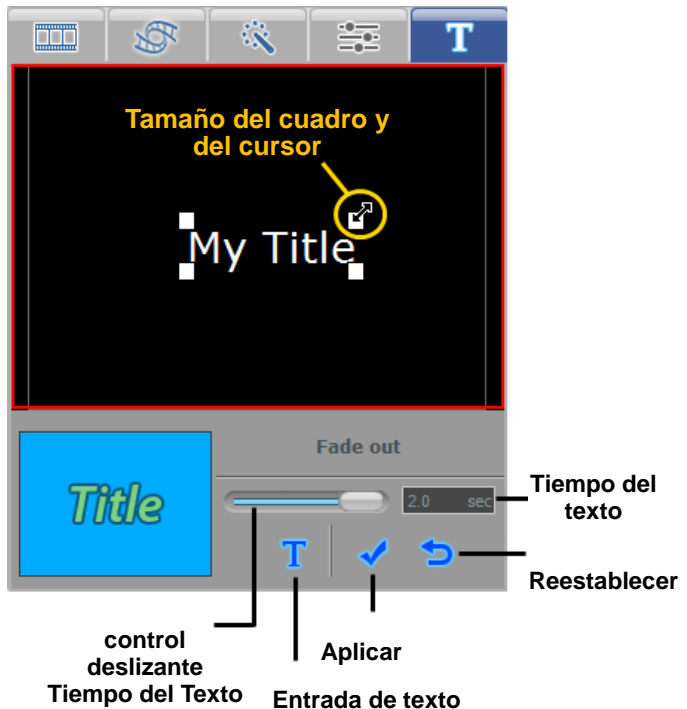 T
Tamaño del cuadro y
del cursor
My Title
Fade out
Title
2.0 sec
Tiempo del
texto
T
Reestablecer
control
deslizante
Tiempo del Texto
Aplicar
Entrada de texto